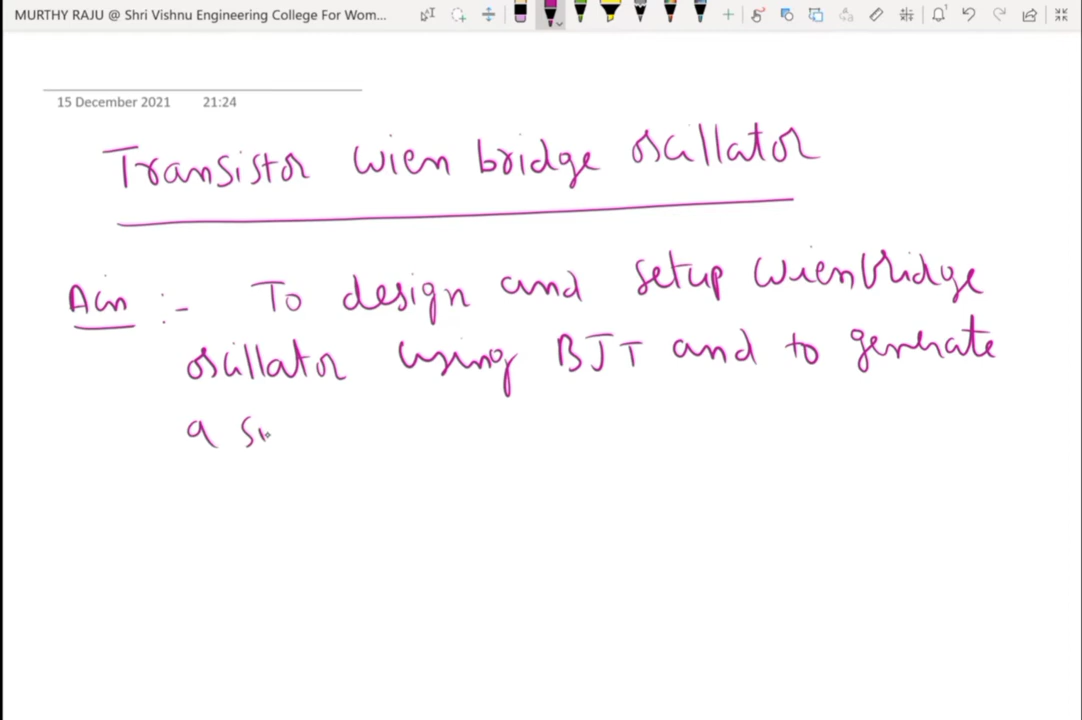 MURTHY RAJU @ Shri Vishnu Engineering College For Wom...
15 December 2021 21:24
Transistor wien bridge oscillator
Aim :- To design and setup wienbridge
oscillator using BJT and to generate
a s